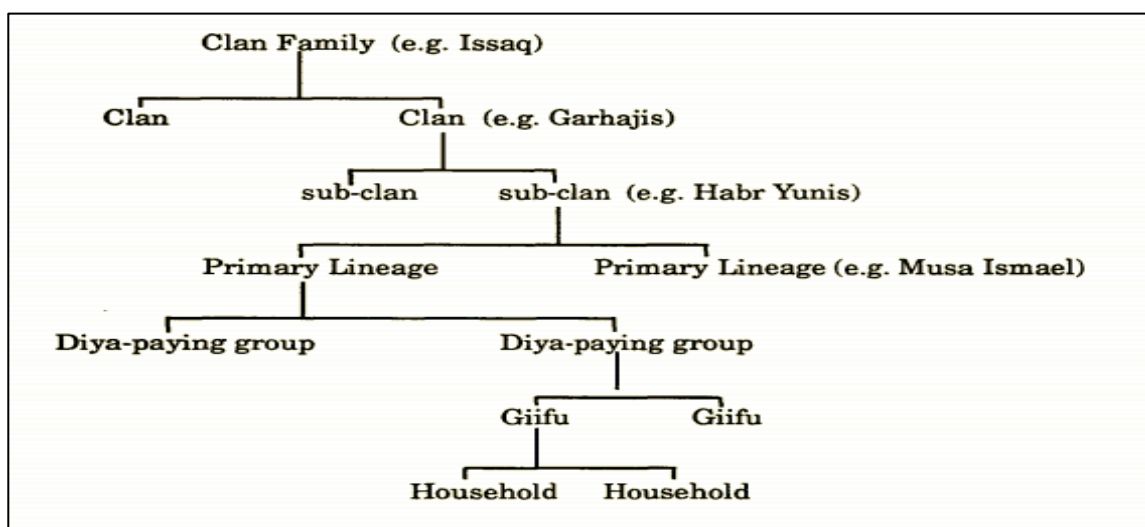 Clan Family (e.g. Issaq)
Clan Clan (e.g. Garhajis)
sub-clan sub-clan (e.g. Habr Yunis)
Primary Lineage Primary Lineage (e.g. Musa Ismael)
Diya-paying group Diya-paying group
Giifu Giifu
Household Household